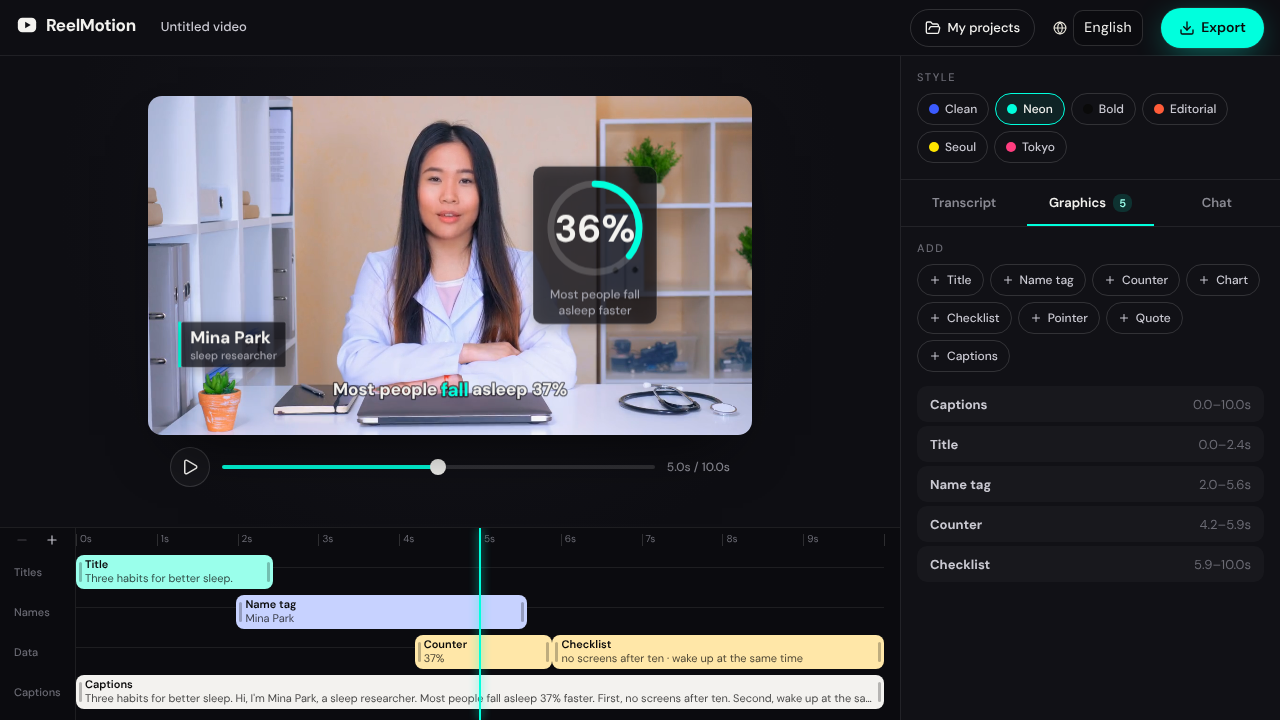 ReelMotion
Untitled video
My projects
English
Export
36%
Most people fall
asleep faster
Mina Park
sleep researcher
Most people fall asleep 37%
5.0s / 10.0s
STYLE
Clean
Neon
Bold
Editorial
Seoul
Tokyo
Transcript
Graphics 5
Chat
ADD
+ Title
+ Name tag
+ Counter
+ Chart
+ Checklist
+ Pointer
+ Quote
+ Captions
Captions 0.0–10.0s
Title 0.0–2.4s
Name tag 2.0–5.6s
Counter 4.2–5.9s
Checklist 5.9–10.0s
0s 1s 2s 3s 4s 5s 6s 7s 8s 9s
Titles
Title
Three habits for better sleep.
Names
Name tag
Mina Park
Data
Counter
37%
Checklist
no screens after ten · wake up at the same time
Captions
Captions
Three habits for better sleep. Hi, I'm Mina Park, a sleep researcher. Most people fall asleep 37% faster. First, no screens after ten. Second, wake up at the sa…